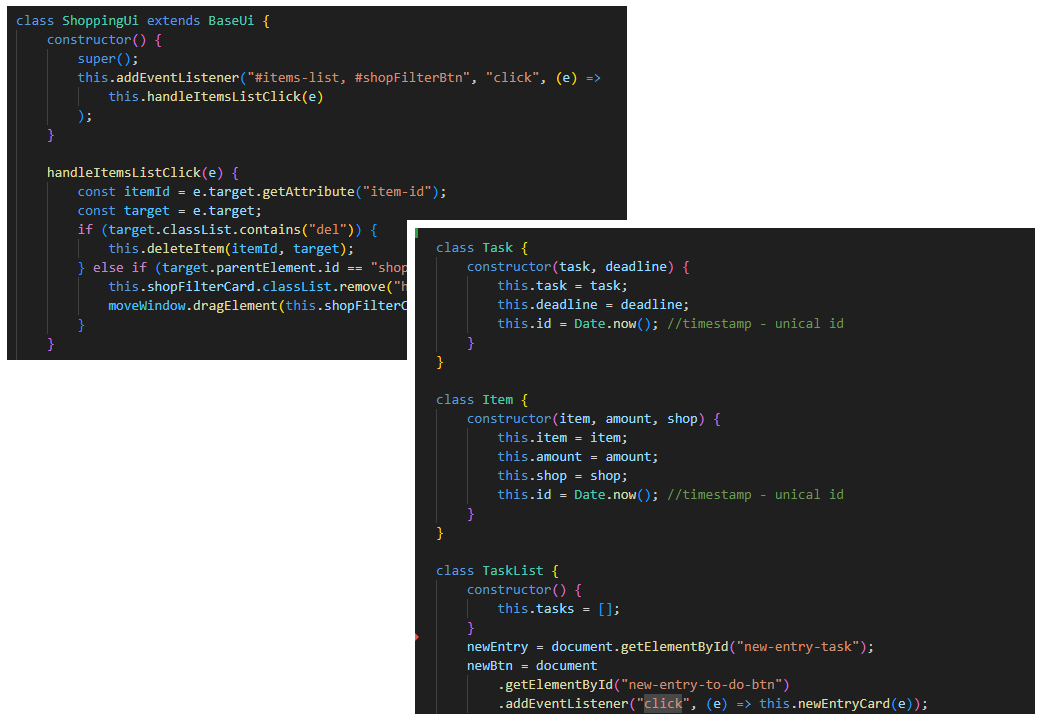 class ShoppingUi extends BaseUi {
constructor() {
super();
this.addEventListener("#items-list, #shopFilterBtn", "click", (e) =>
this.handleItemsListClick(e)
);
}
handleItemsListClick(e) {
const itemId = e.target.getAttribute("item-id");
const target = e.target;
if (target.classList.contains("del")) {
this.deleteItem(itemId, target);
} else if (target.parentElement.id == "shop
this.shopFilterCard.classList.remove("h
moveWindow.dragElement(this.shopFilterC
}
}
class Task {
constructor(task, deadline) {
this.task = task;
this.deadline = deadline;
this.id = Date.now(); //timestamp - unical id
}
}
class Item {
constructor(item, amount, shop) {
this.item = item;
this.amount = amount;
this.shop = shop;
this.id = Date.now(); //timestamp - unical id
}
}
class TaskList {
constructor() {
this.tasks = [];
}
newEntry = document.getElementById("new-entry-task");
newBtn = document
.getElementById("new-entry-to-do-btn")
.addEventListener("click", (e) => this.newEntryCard(e));